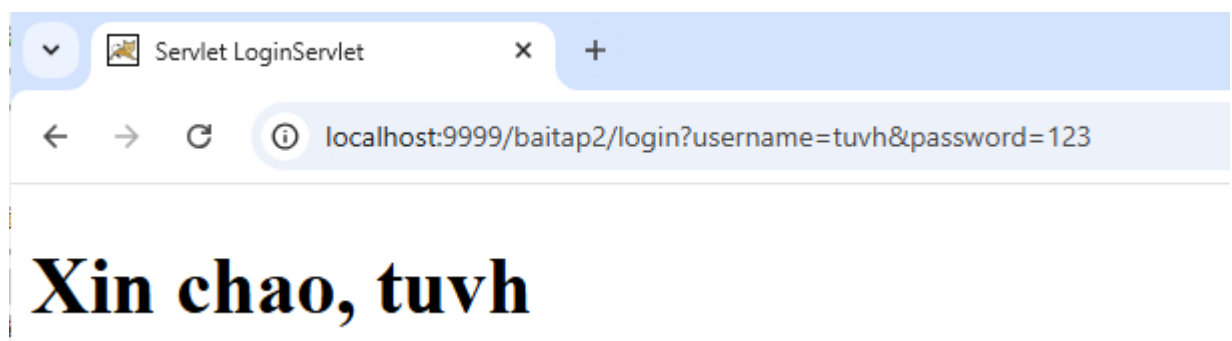 Servlet LoginServlet
localhost:9999/baitap2/login?username=tuvh&password=123
Xin chao, tuvh